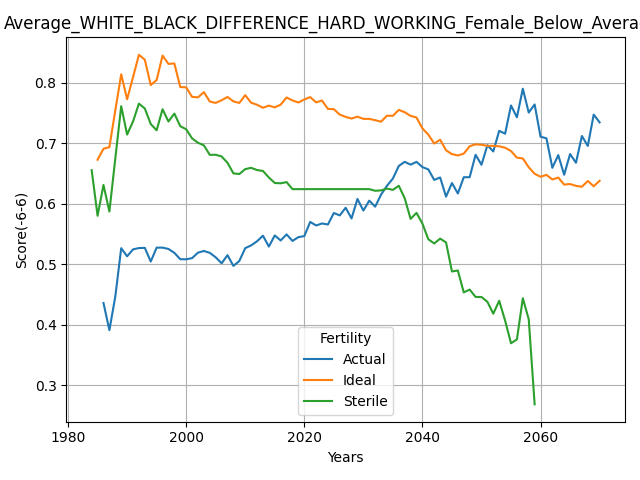 Average_WHITE_BLACK_DIFFERENCE_HARD_WORKING_Female_Below_Avera
0.8
0.7
0.6
0.5
0.4
0.3
Score(-6-6)
1980 2000 2020 2040 2060
Years
Fertility
Actual
Ideal
Sterile